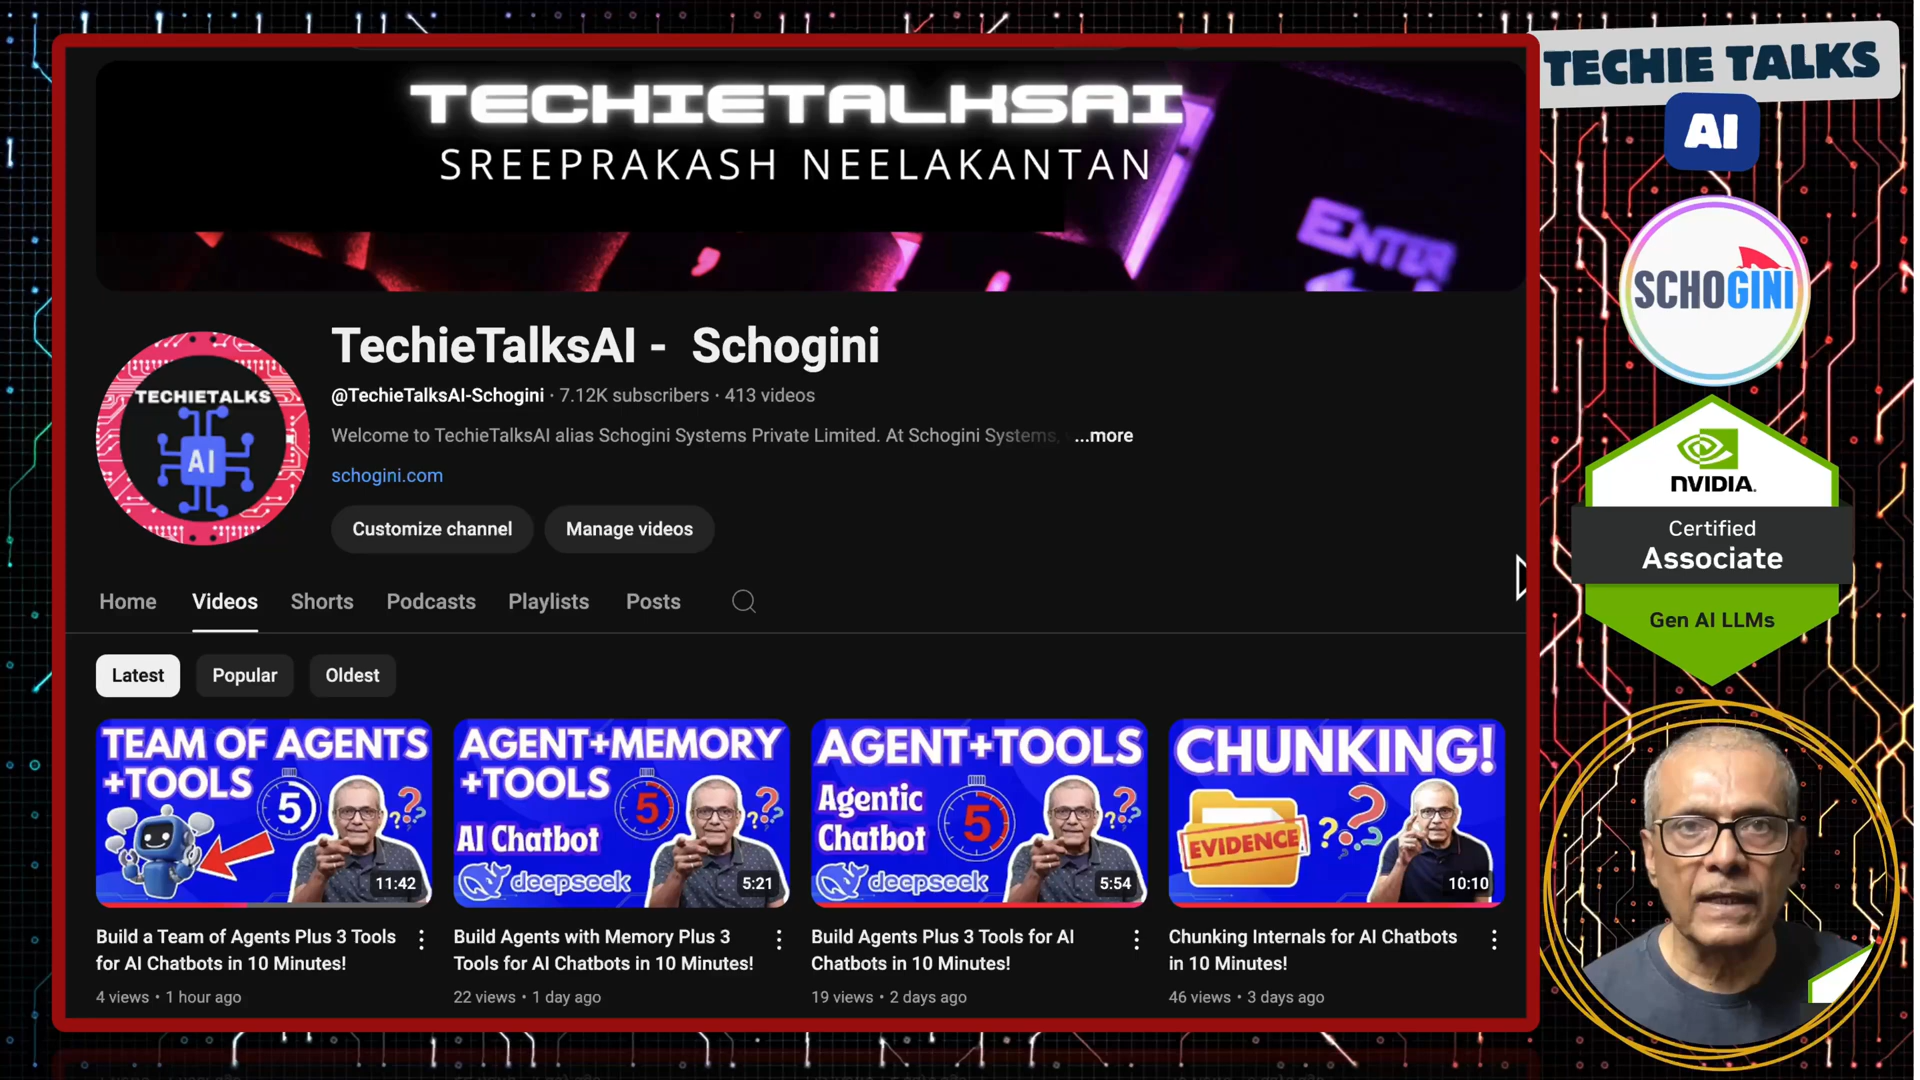 TECHIETALKSAI
SREEPRAKASH NEELAKANTAN
ENTER
TECHIE TALKS
AI
SCHOGINI
NVIDIA.
Certified
Associate
Gen AI LLMs
TECHIETALKS
AI
TechieTalksAI - Schogini
@TechieTalksAI-Schogini · 7.12K subscribers · 413 videos
Welcome to TechieTalksAI alias Schogini Systems Private Limited. At Schogini Systems, ...more
schogini.com
Customize channel
Manage videos
Home
Videos
Shorts
Podcasts
Playlists
Posts
Latest
Popular
Oldest
TEAM OF AGENTS
+TOOLS
5
??
11:42
Build a Team of Agents Plus 3 Tools
for AI Chatbots in 10 Minutes!
4 views • 1 hour ago
AGENT+MEMORY
+TOOLS
5
??
AI Chatbot
deepseek
5:21
Build Agents with Memory Plus 3
Tools for AI Chatbots in 10 Minutes!
22 views • 1 day ago
AGENT+TOOLS
Agentic
Chatbot
5
??
deepseek
5:54
Build Agents Plus 3 Tools for AI
Chatbots in 10 Minutes!
19 views • 2 days ago
CHUNKING!
EVIDENCE
???
10:10
Chunking Internals for AI Chatbots
in 10 Minutes!
46 views • 3 days ago